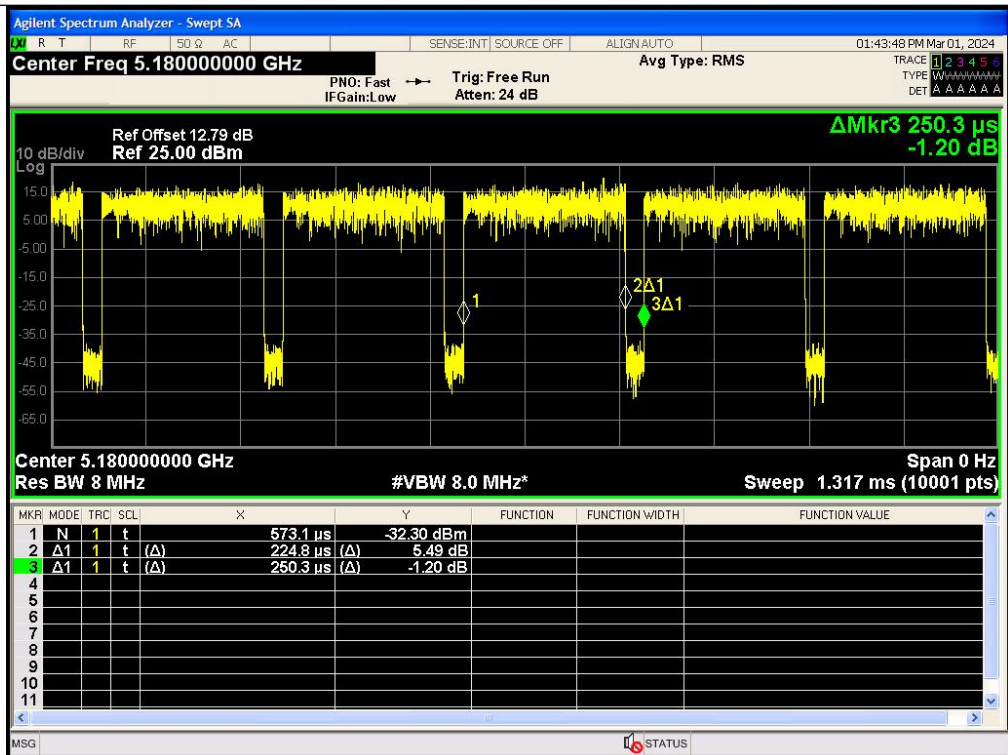 Agilent Spectrum Analyzer - Swept SA
LXI R T RF 50 Ω AC SENSE:INT SOURCE OFF ALIGN AUTO 01:43:48 PM Mar 01, 2024
Center Freq 5.180000000 GHz Avg Type: RMS TRACE 1 2 3 4 5 6
PNO: Fast Trig: Free Run TYPE WWWWWW
IFGain:Low Atten: 24 dB DET A A A A A A
ΔMkr3 250.3 µs
Ref Offset 12.79 dB
10 dB/div Ref 25.00 dBm -1.20 dB
Log
15.0
5.00
-5.00
-15.0
2Δ1
-25.0 1 3Δ1
-35.0
-45.0
-55.0
-65.0
Center 5.180000000 GHz Span 0 Hz
Res BW 8 MHz #VBW 8.0 MHz* Sweep 1.317 ms (10001 pts)
MKR MODE TRC SCL X Y FUNCTION FUNCTION WIDTH FUNCTION VALUE
1 N 1 t 573.1 µs -32.30 dBm
2 Δ1 1 t (Δ) 224.8 µs (Δ) 5.49 dB
3 Δ1 1 t (Δ) 250.3 µs (Δ) -1.20 dB
4
5
6
7
8
9
10
11
MSG STATUS